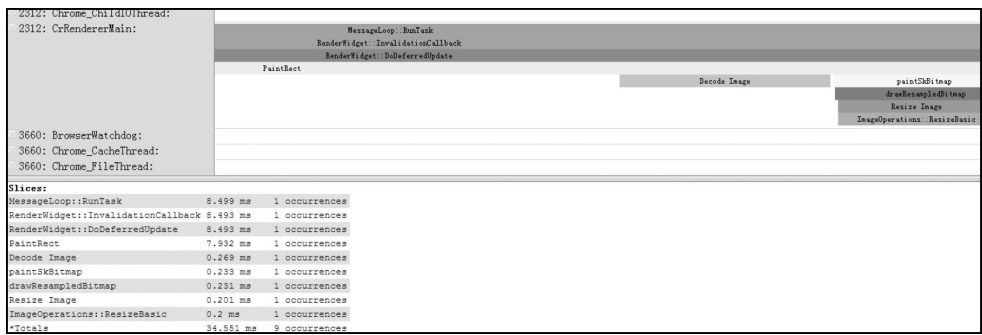 2312: Chrome_ChildIOThread:
2312: CrRendererMain:
MessageLoop::RunTask
RenderWidget::InvalidationCallback
RenderWidget::DoDeferredUpdate
PaintRect
Decode Image
paintSkBitmap
drawResampledBitmap
Resize Image
ImageOperations::ResizeBasic
3660: BrowserWatchdog:
3660: Chrome_CacheThread:
3660: Chrome_FileThread:
Slices:
MessageLoop::RunTask 8.499 ms 1 occurrences
RenderWidget::InvalidationCallback 8.493 ms 1 occurrences
RenderWidget::DoDeferredUpdate 8.493 ms 1 occurrences
PaintRect 7.932 ms 1 occurrences
Decode Image 0.269 ms 1 occurrences
paintSkBitmap 0.233 ms 1 occurrences
drawResampledBitmap 0.231 ms 1 occurrences
Resize Image 0.201 ms 1 occurrences
ImageOperations::ResizeBasic 0.2 ms 1 occurrences
*Totals 34.551 ms 9 occurrences